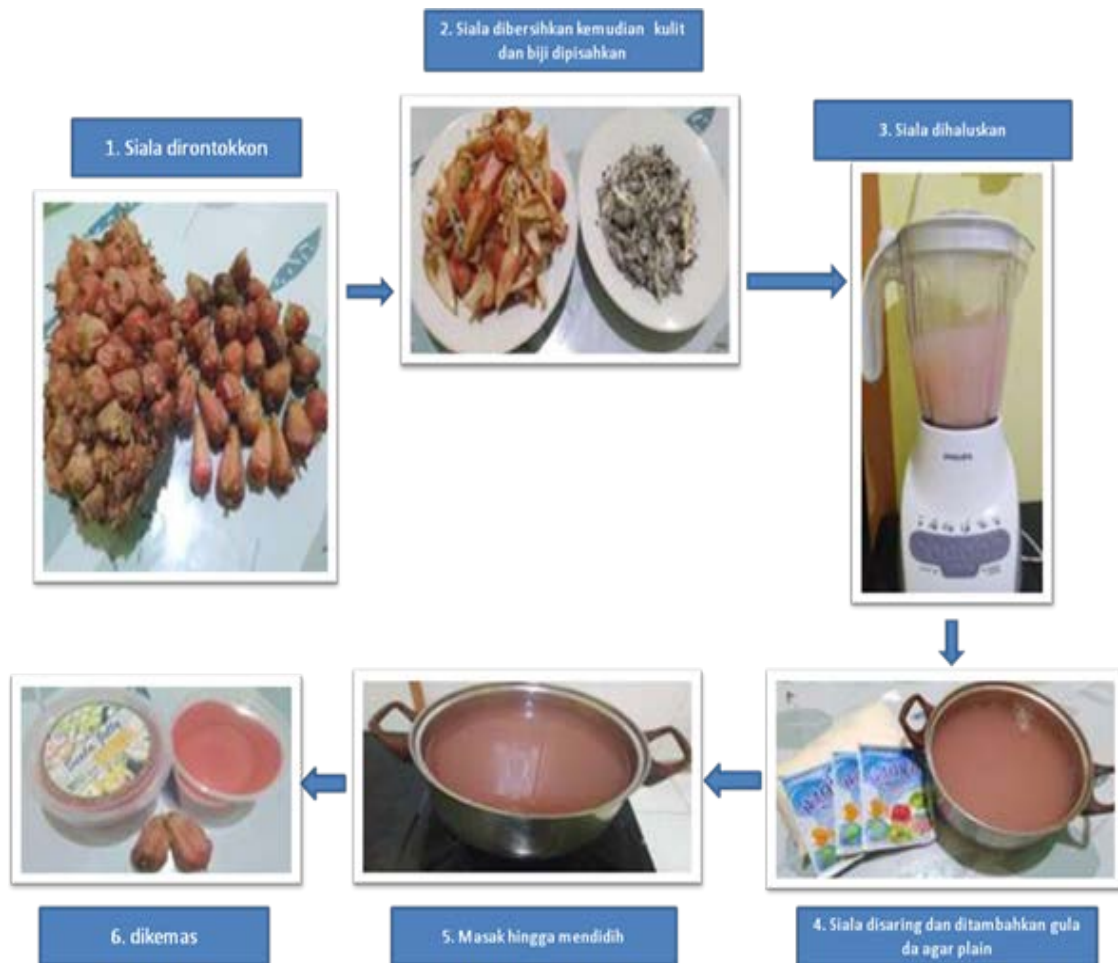 1. Siala dirontokkon
2. Siala dibersihkan kemudian kulit
dan biji dipisahkan
3. Siala dihaluskan
PHILIPS
4. Siala disaring dan ditambahkan gula
da agar plain
5. Masak hingga mendidih
6. dikemas